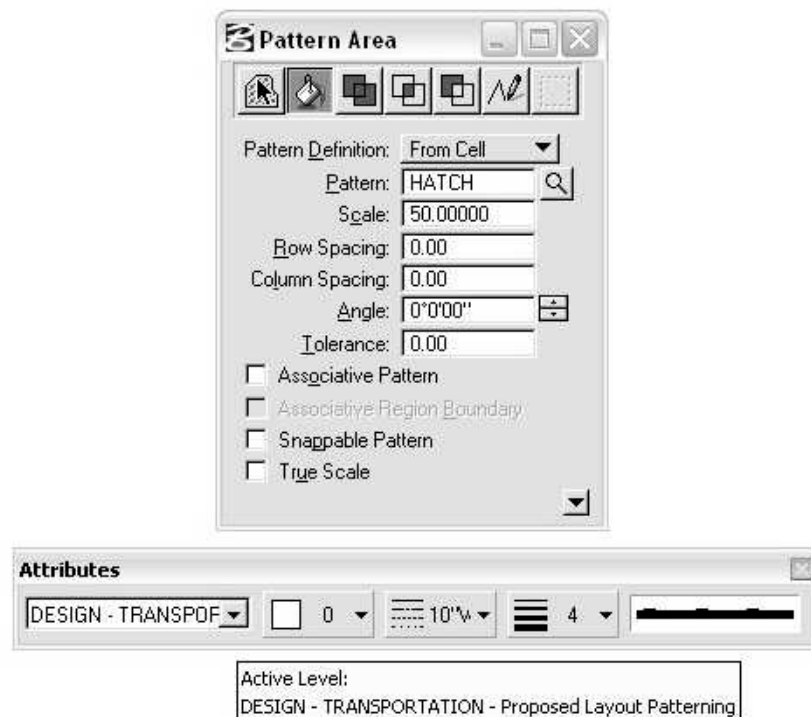 Pattern Area
Pattern Definition: From Cell
Pattern: HATCH
Scale: 50.00000
Row Spacing: 0.00
Column Spacing: 0.00
Angle: 0°0'00"
Tolerance: 0.00
Associative Pattern
Associative Region Boundary
Snappable Pattern
True Scale
Attributes
DESIGN - TRANSPOF 0 10"W 4
Active Level:
DESIGN - TRANSPORTATION - Proposed Layout Patterning